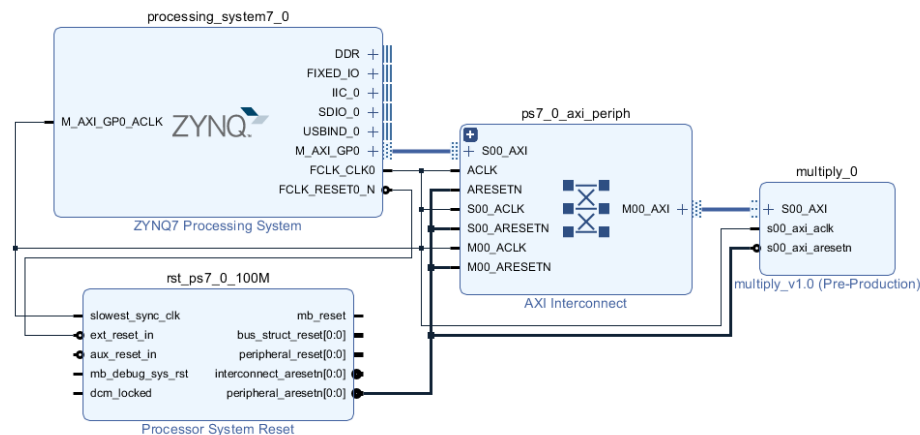 processing_system7_0
DDR
FIXED_IO
IIC_0
SDIO_0
USBIND_0
M_AXI_GP0
FCLK_CLK0
FCLK_RESET0_N
M_AXI_GP0_ACLK
ZYNQ
ZYNQ7 Processing System
ps7_0_axi_periph
S00_AXI
ACLK
ARESETN
S00_ACLK
S00_ARESETN
M00_ACLK
M00_ARESETN
M00_AXI
AXI Interconnect
multiply_0
S00_AXI
s00_axi_aclk
s00_axi_aresetn
multiply_v1.0 (Pre-Production)
rst_ps7_0_100M
slowest_sync_clk
ext_reset_in
aux_reset_in
mb_debug_sys_rst
dcm_locked
mb_reset
bus_struct_reset[0:0]
peripheral_reset[0:0]
interconnect_aresetn[0:0]
peripheral_aresetn[0:0]
Processor System Reset